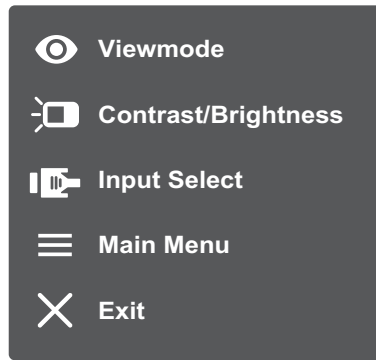 Viewmode
Contrast/Brightness
Input Select
Main Menu
Exit